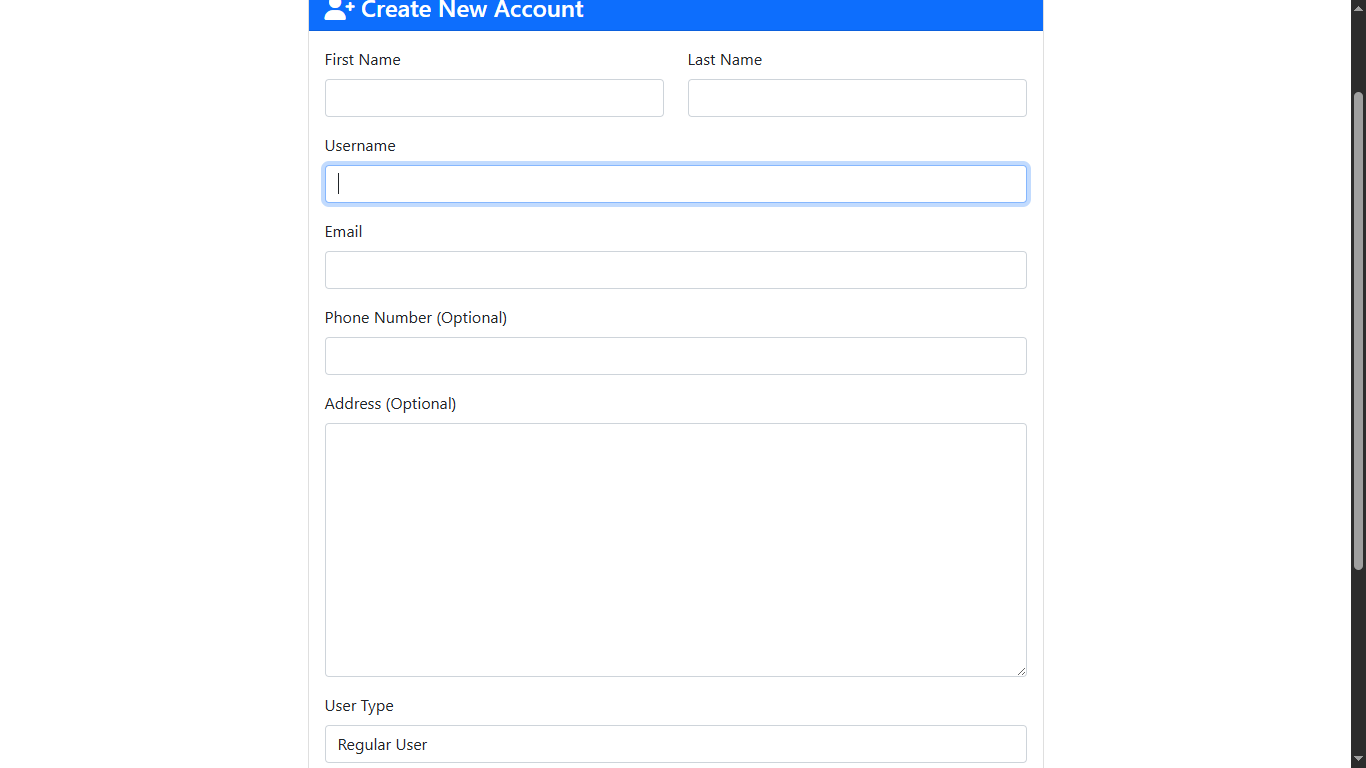 Create New Account
First Name
Last Name
Username
Email
Phone Number (Optional)
Address (Optional)
User Type
Regular User